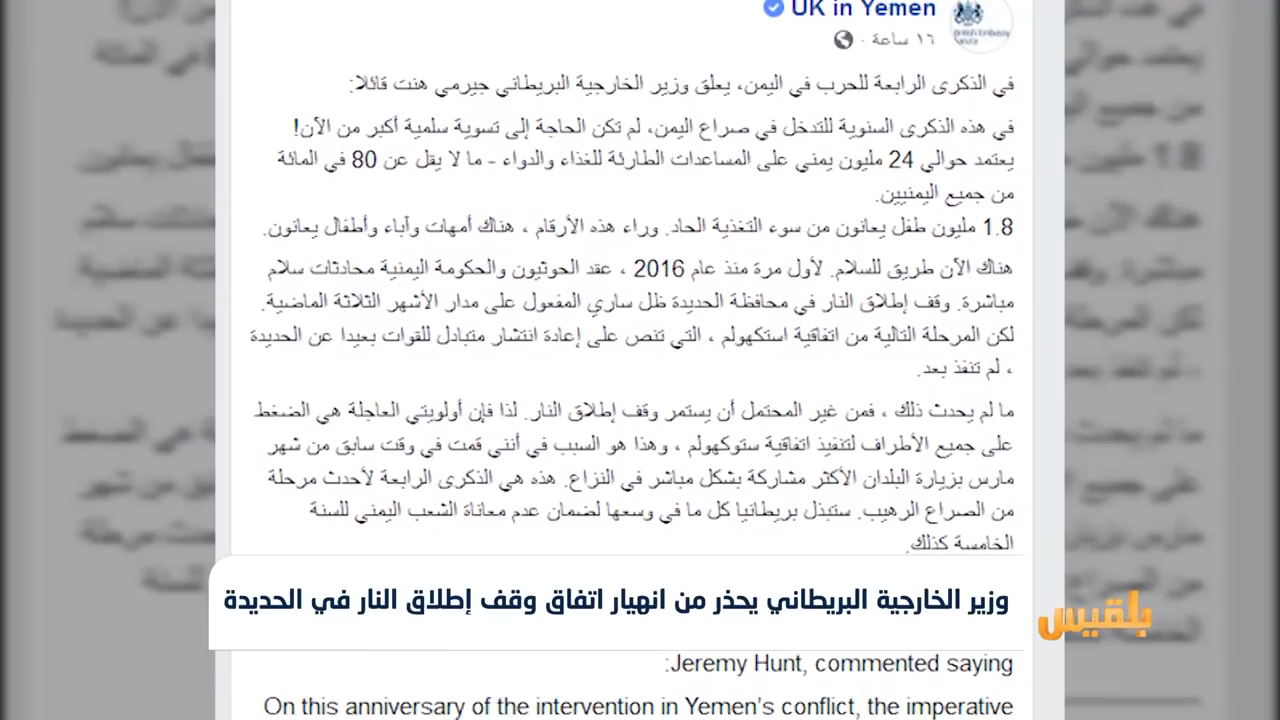 UK in Yemen
British Embassy
Sana'a
١٦ ساعة ·
في الذكرى الرابعة للحرب في اليمن، يعلق وزير الخارجية البريطاني جيرمي هنت قائلا:
في هذه الذكرى السنوية للتدخل في صراع اليمن، لم تكن الحاجة إلى تسوية سلمية أكبر من الآن!
يعتمد حوالي 24 مليون يمني على المساعدات الطارئة للغذاء والدواء - ما لا يقل عن 80 في المائة
من جميع اليمنيين.
1.8 مليون طفل يعانون من سوء التغذية الحاد. وراء هذه الأرقام ، هناك أمهات وآباء وأطفال يعانون.
هناك الآن طريق للسلام. لأول مرة منذ عام 2016 ، عقد الحوثيون والحكومة اليمنية محادثات سلام
مباشرة. وقف إطلاق النار في محافظة الحديدة ظل ساري المفعول على مدار الأشهر الثلاثة الماضية.
لكن المرحلة التالية من اتفاقية استكهولم ، التي تنص على إعادة انتشار متبادل للقوات بعيدا عن الحديدة
، لم تنفذ بعد.
ما لم يحدث ذلك ، فمن غير المحتمل أن يستمر وقف إطلاق النار. لذا فإن أولويتي العاجلة هي الضغط
على جميع الأطراف لتنفيذ اتفاقية ستوكهولم ، وهذا هو السبب في أنني قمت في وقت سابق من شهر
مارس بزيارة البلدان الأكثر مشاركة بشكل مباشر في النزاع. هذه هي الذكرى الرابعة لأحدث مرحلة
من الصراع الرهيب. ستبذل بريطانيا كل ما في وسعها لضمان عدم معاناة الشعب اليمني للسنة
الخامسة كذلك.
وزير الخارجية البريطاني يحذر من انهيار اتفاق وقف إطلاق النار في الحديدة
بلقيس
:Jeremy Hunt, commented saying
On this anniversary of the intervention in Yemen's conflict, the imperative